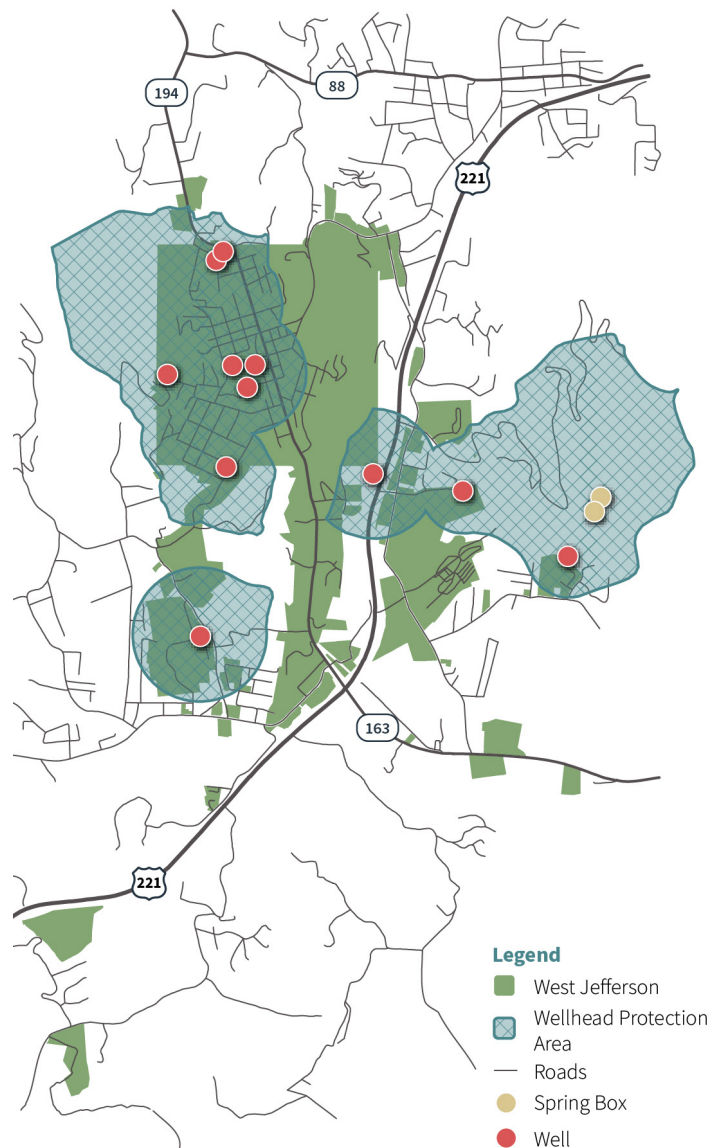 194
88
221
163
221
Legend
West Jefferson
Wellhead Protection
Area
Roads
Spring Box
Well